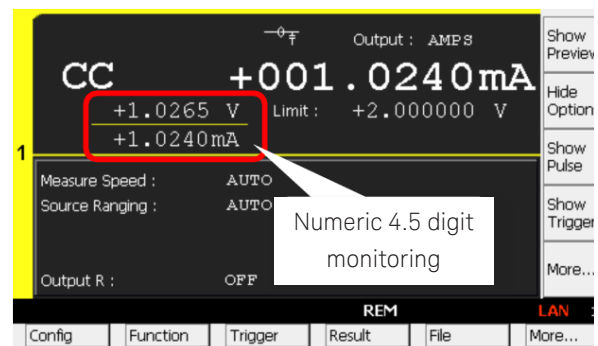 Output : AMPS
CC +001.0240mA
+1.0265 V Limit : +2.000000 V
+1.0240mA
1
Measure Speed : AUTO
Source Ranging : AUTO
Numeric 4.5 digit
monitoring
Output R : OFF
Show
Preview
Hide
Option
Show
Pulse
Show
Trigger
More...
REM LAN
Config Function Trigger Result File More...